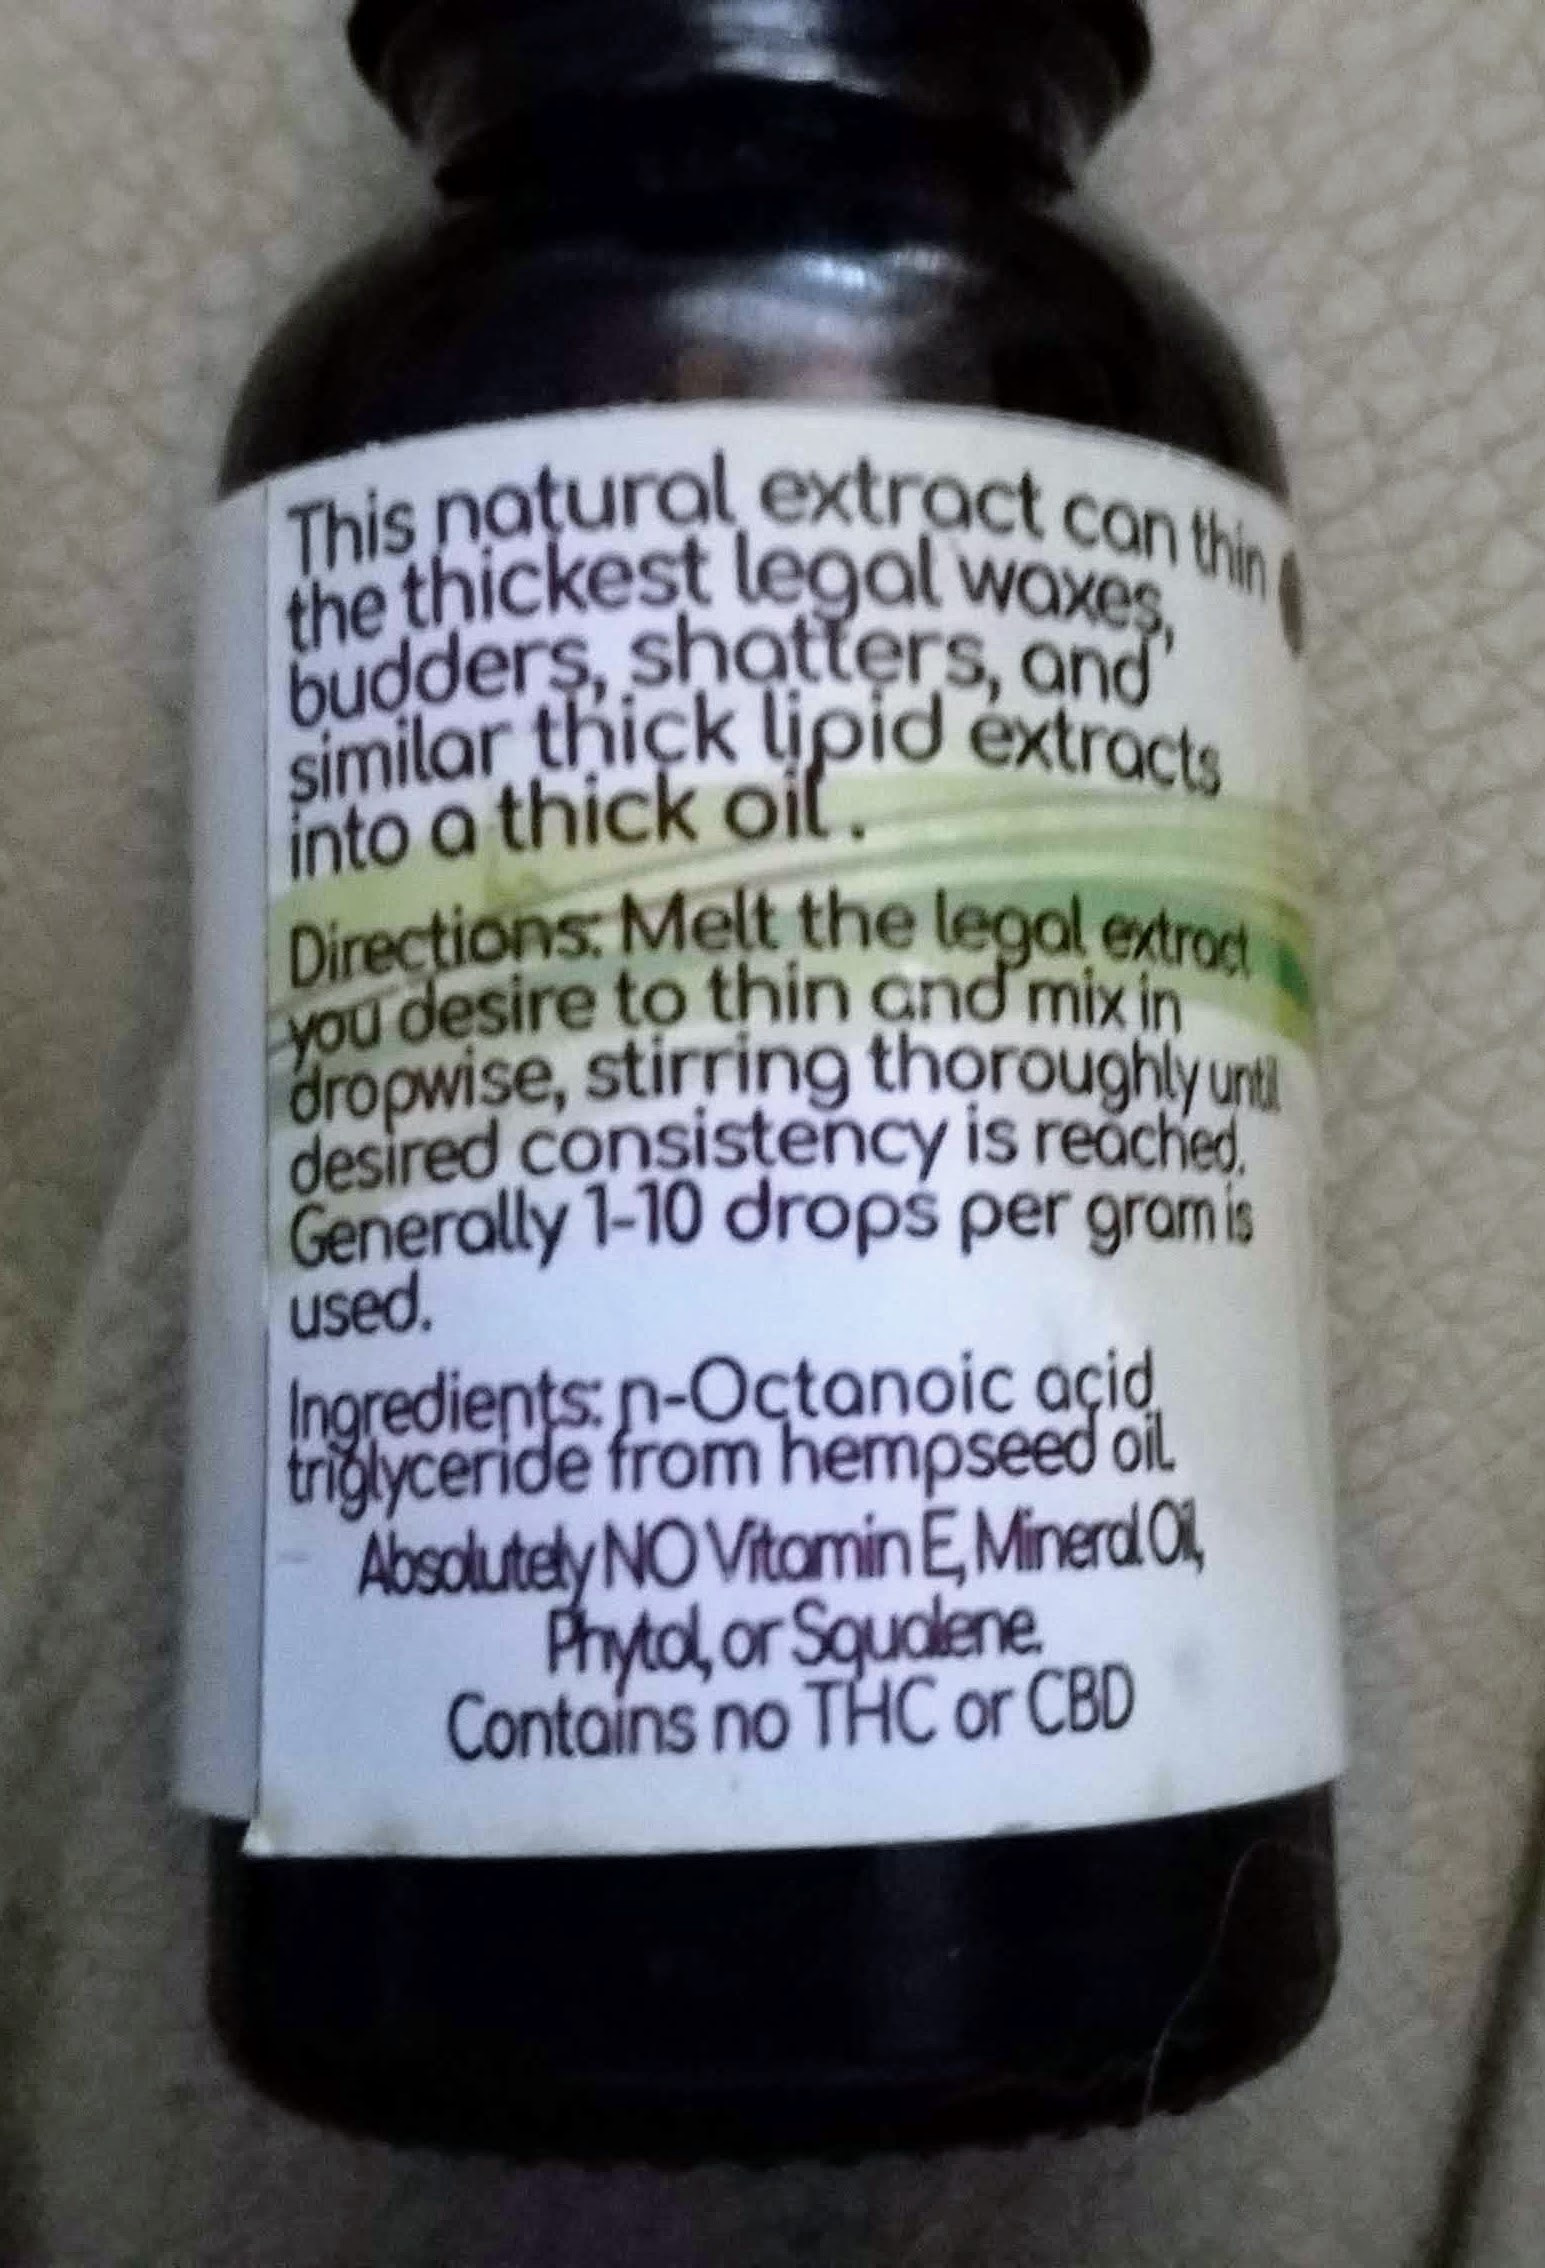 This natural extract can thin
the thickest legal waxes,
budders, shatters, and
similar thick lipid extracts
into a thick oil.
Directions: Melt the legal extract
you desire to thin and mix in
dropwise, stirring thoroughly until
desired consistency is reached.
Generally 1-10 drops per gram is
used.
Ingredients: n-Octanoic acid
triglyceride from hempseed oil.
Absolutely NO Vitamin E, Mineral Oil,
Phytol, or Squalene.
Contains no THC or CBD